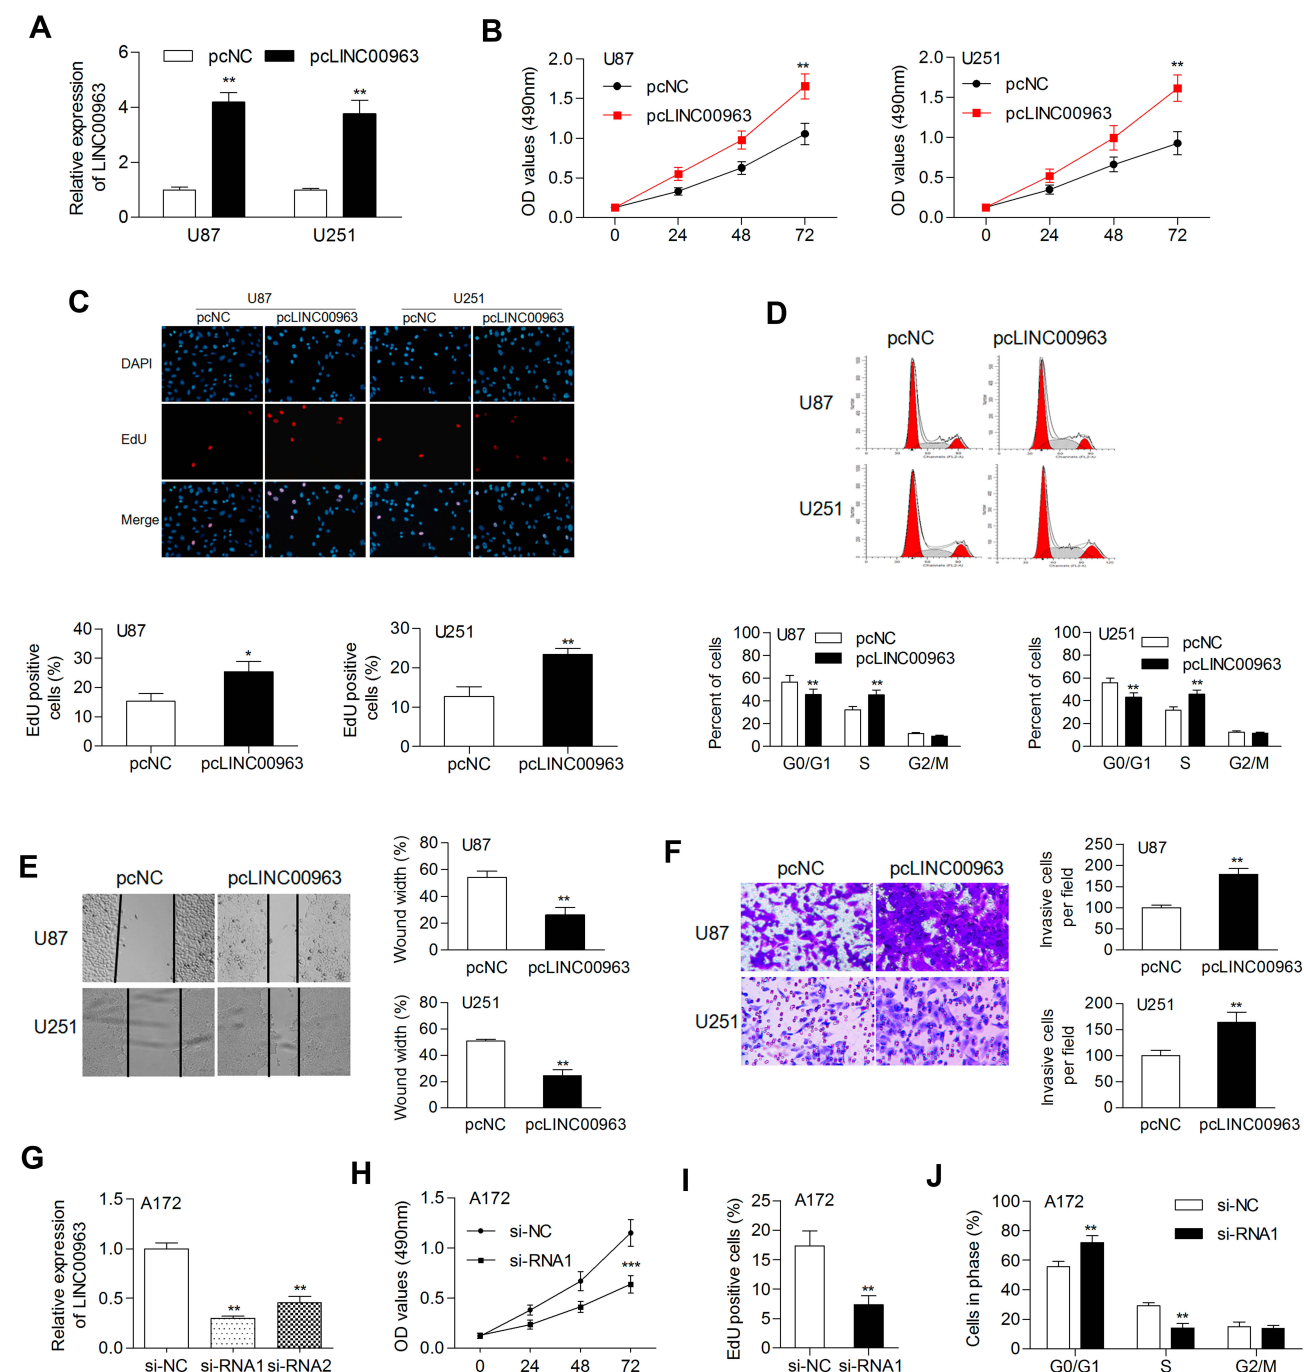 A
pcNC pcLINC00963
Relative expression
of LINC00963
6
4
2
0
** **
U87 U251
B
U87
pcNC
pcLINC00963
OD values (490nm)
2.0
1.5
1.0
0.5
0.0
**
0 24 48 72
U251
pcNC
pcLINC00963
OD values (490nm)
2.0
1.5
1.0
0.5
0.0
**
0 24 48 72
C
U87 U251
pcNC pcLINC00963 pcNC pcLINC00963
DAPI
EdU
Merge
U87
EdU positive
cells (%)
40
30
20
10
0
*
pcNC pcLINC00963
U251
EdU positive
cells (%)
30
20
10
0
**
pcNC pcLINC00963
D
pcNC pcLINC00963
U87
U251
U87
pcNC
pcLINC00963
Percent of cells
100
80
60
40
20
0
** **
G0/G1 S G2/M
U251
pcNC
pcLINC00963
Percent of cells
100
80
60
40
20
0
** **
G0/G1 S G2/M
E
pcNC pcLINC00963
U87
U251
U87
Wound width (%)
80
60
40
20
0
**
pcNC pcLINC00963
U251
Wound width (%)
80
60
40
20
0
**
pcNC pcLINC00963
F
pcNC pcLINC00963
U87
U251
U87
Invasive cells
per field
250
200
150
100
50
0
**
pcNC pcLINC00963
U251
Invasive cells
per field
200
150
100
50
0
**
pcNC pcLINC00963
G
A172
Relative expression
of LINC00963
1.5
1.0
0.5
0.0
** **
si-NC si-RNA1 si-RNA2
H
A172
si-NC
si-RNA1
OD values (490nm)
1.5
1.0
0.5
0.0
***
0 24 48 72
I
A172
EdU positive cells (%)
25
20
15
10
5
0
**
si-NC si-RNA1
J
A172
si-NC
si-RNA1
Cells in phase (%)
100
80
60
40
20
0
** **
G0/G1 S G2/M